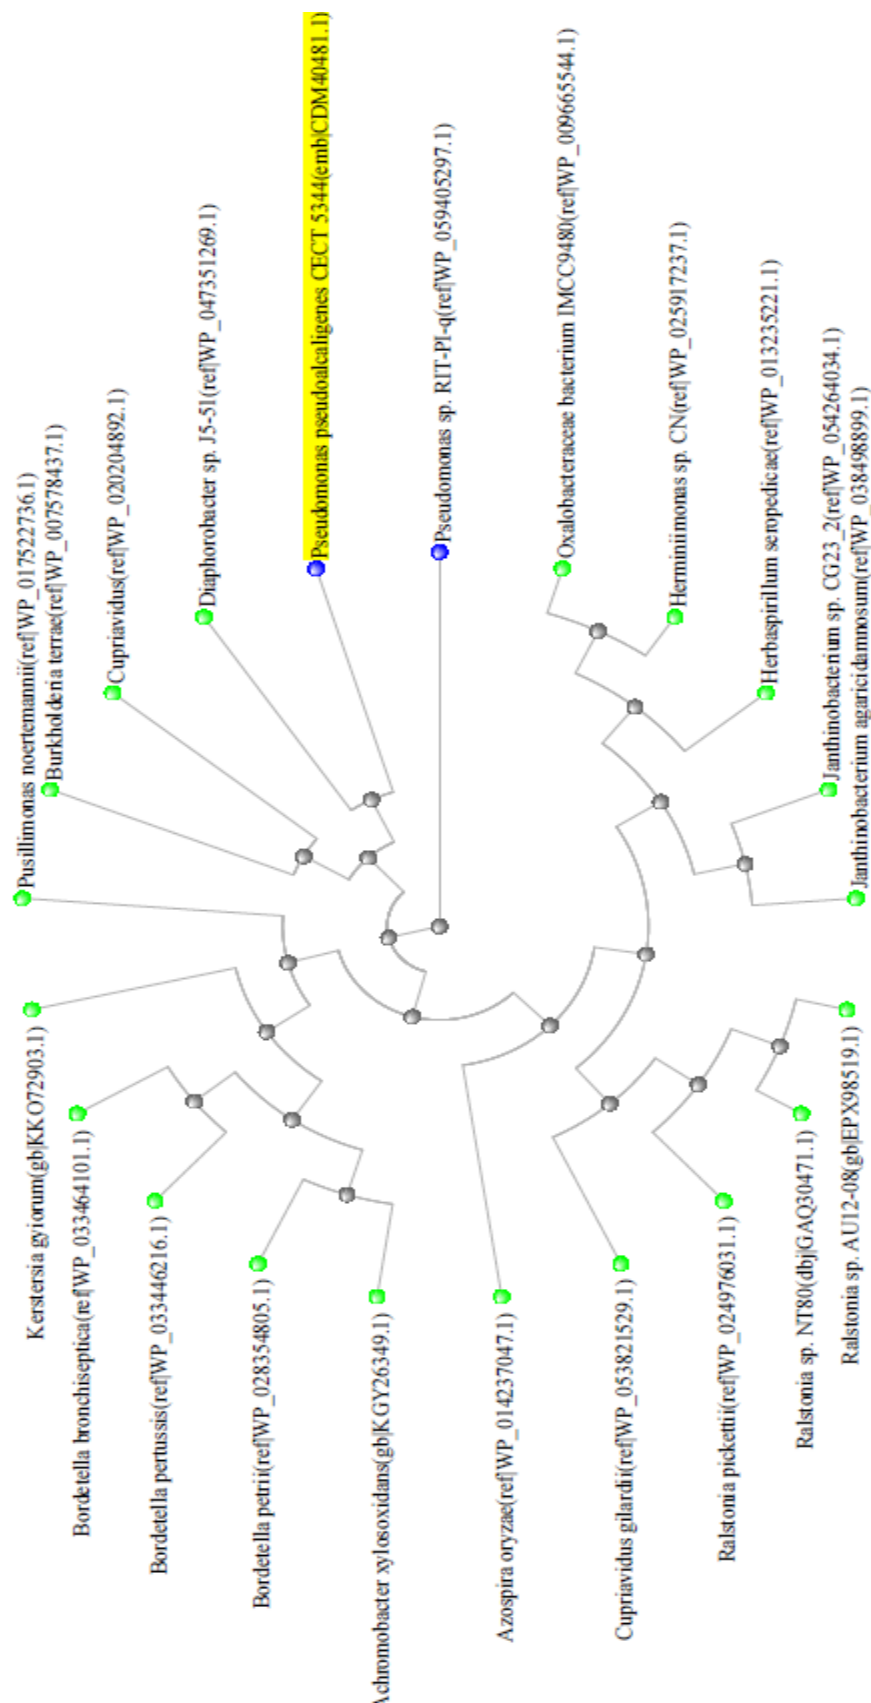 Pusillimonas noertemannii(ref|WP_017522736.1)
Burkholderia terrae(ref|WP_007578437.1)
Cupriavidus(ref|WP_020204892.1)
Diaphorobacter sp. J5-51(ref|WP_047351269.1)
Pseudomonas pseudoalcaligenes CECT 5344(emb|CDM40481.1)
Pseudomonas sp. RIT-PI-q(ref|WP_059405297.1)
Oxalobacteraceae bacterium IMCC9480(ref|WP_009665544.1)
Herminiimonas sp. CN(ref|WP_025917237.1)
Herbaspirillum seropedicae(ref|WP_013235221.1)
Janthinobacterium sp. CG23_2(ref|WP_054264034.1)
Janthinobacterium agaricidamnosum(ref|WP_038498899.1)
Kerstersia gyiorum(gb|KKO72903.1)
Bordetella bronchiseptica(ref|WP_033464101.1)
Bordetella pertussis(ref|WP_033446216.1)
Bordetella petrii(ref|WP_028354805.1)
Achromobacter xylosoxidans(gb|KGY26349.1)
Azospira oryzae(ref|WP_014237047.1)
Cupriavidus gilardii(ref|WP_053821529.1)
Ralstonia pickettii(ref|WP_024976031.1)
Ralstonia sp. NT80(dbj|GAQ30471.1)
Ralstonia sp. AU12-08(gb|EPX98519.1)